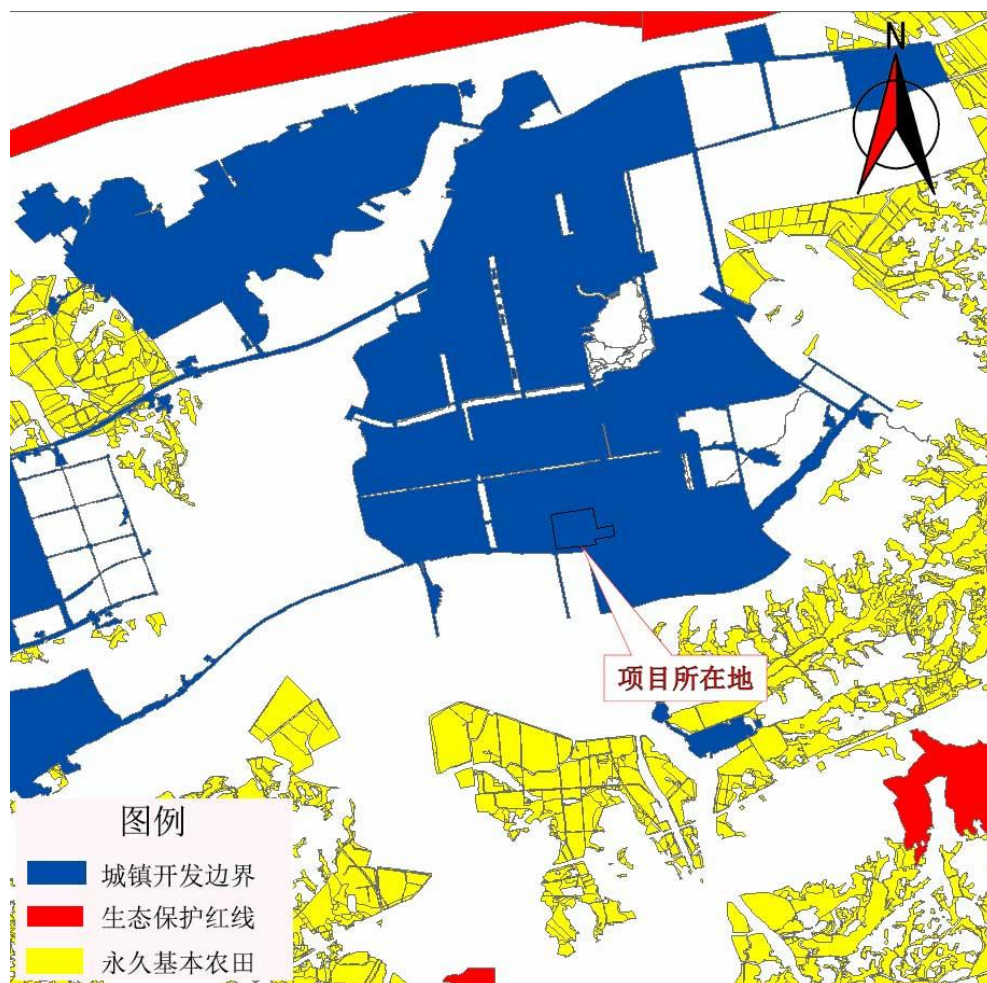 N
项目所在地
图例
城镇开发边界
生态保护红线
永久基本农田